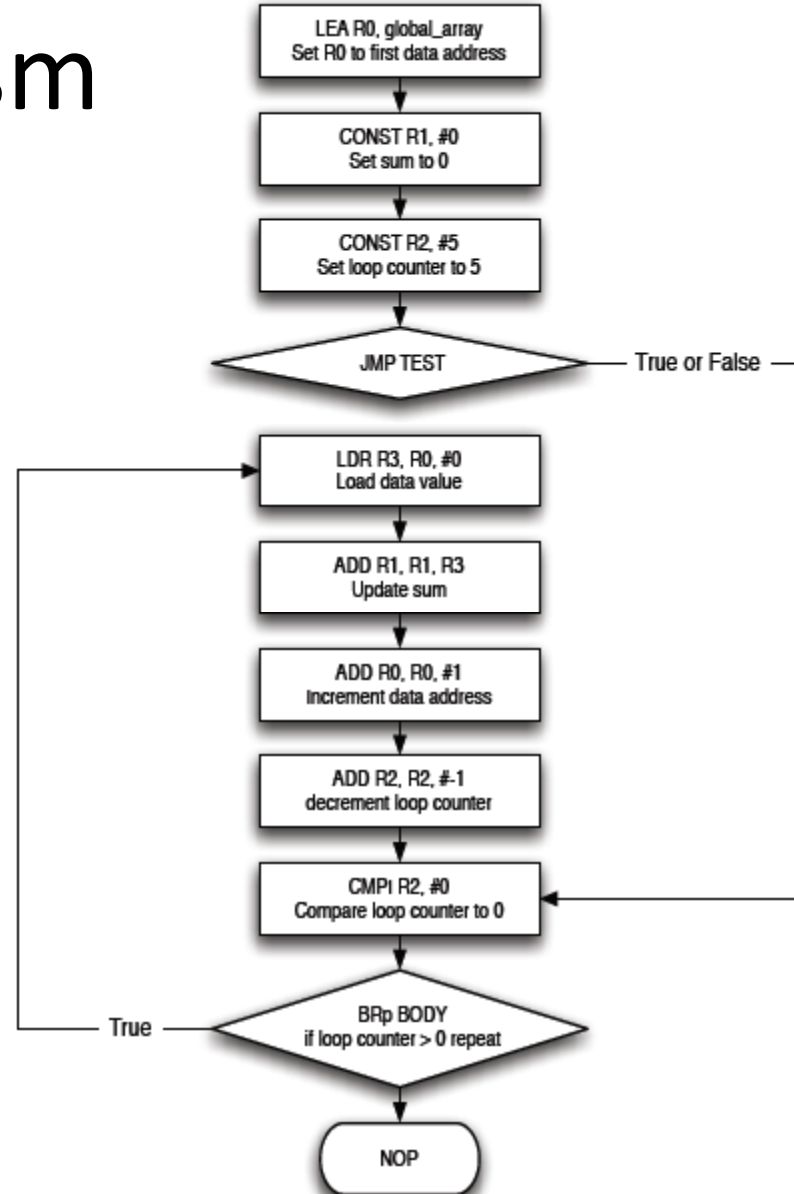 sm
LEA R0, global_array
Set R0 to first data address
CONST R1, #0
Set sum to 0
CONST R2, #5
Set loop counter to 5
JMP TEST
True or False
LDR R3, R0, #0
Load data value
ADD R1, R1, R3
Update sum
ADD R0, R0, #1
Increment data address
ADD R2, R2, #-1
decrement loop counter
CMPI R2, #0
Compare loop counter to 0
BRp BODY
if loop counter > 0 repeat
True
NOP